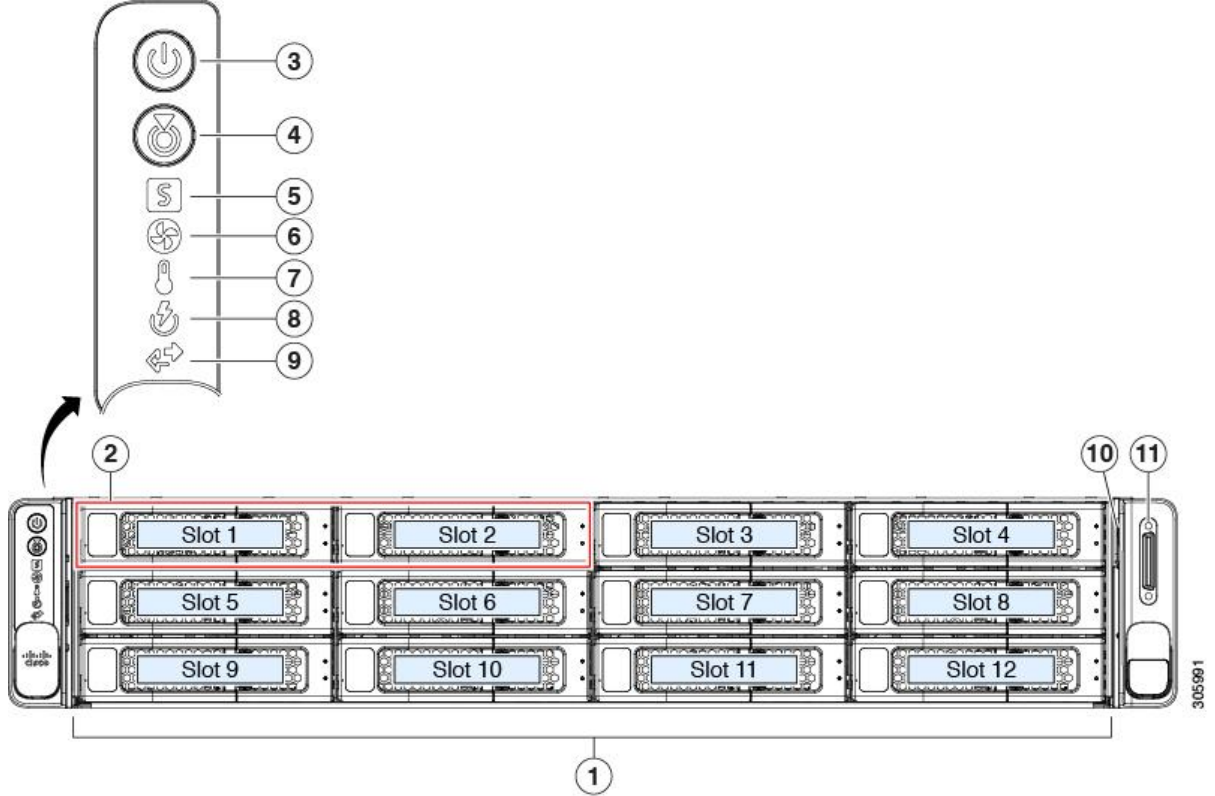 3
4
S
5
6
7
8
9
2
10
11
Slot 1
Slot 2
Slot 3
Slot 4
Slot 5
Slot 6
Slot 7
Slot 8
Slot 9
Slot 10
Slot 11
Slot 12
cisco
305991
1